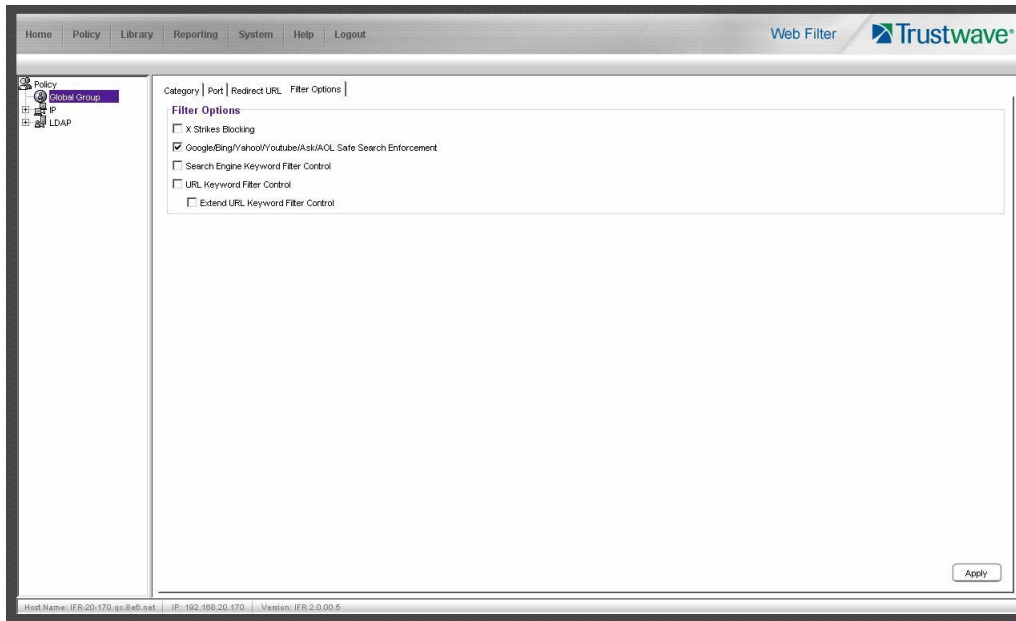 Home Policy Library Reporting System Help Logout Web Filter Trustwave®
Policy
Global Group
IP
LDAP
Category Port Redirect URL Filter Options
Filter Options
X Strikes Blocking
Google/Bing/Yahoo!/Youtube/Ask/AOL Safe Search Enforcement
Search Engine Keyword Filter Control
URL Keyword Filter Control
Extend URL Keyword Filter Control
Apply
Host Name: IFR-20-170.qc.8e6.net IP: 192.168.20.170 Version: IFR 2.0.00.5